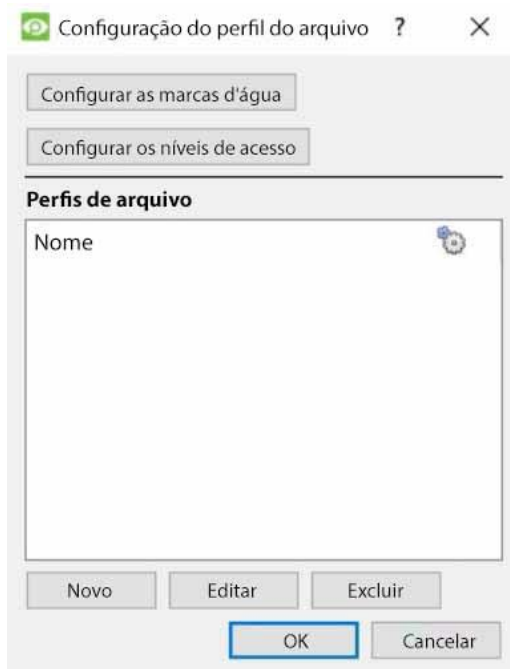 Configuração do perfil do arquivo ?
Configurar as marcas d'água
Configurar os níveis de acesso
Perfis de arquivo
Nome
Novo Editar Excluir
OK Cancelar